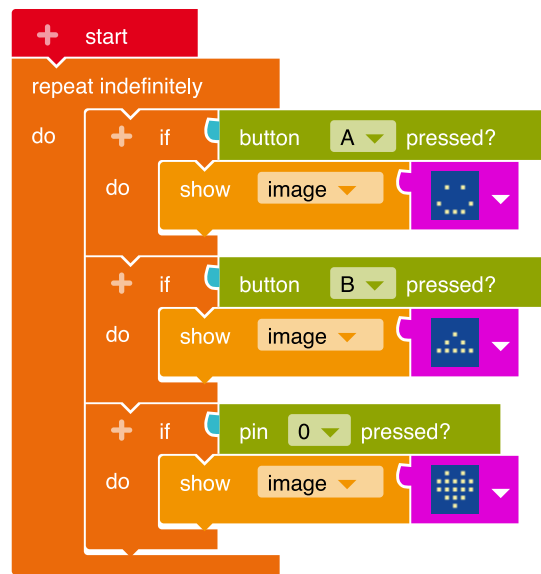 start
repeat indefinitely
do if button A pressed?
do show image
if button B pressed?
do show image
if pin 0 pressed?
do show image